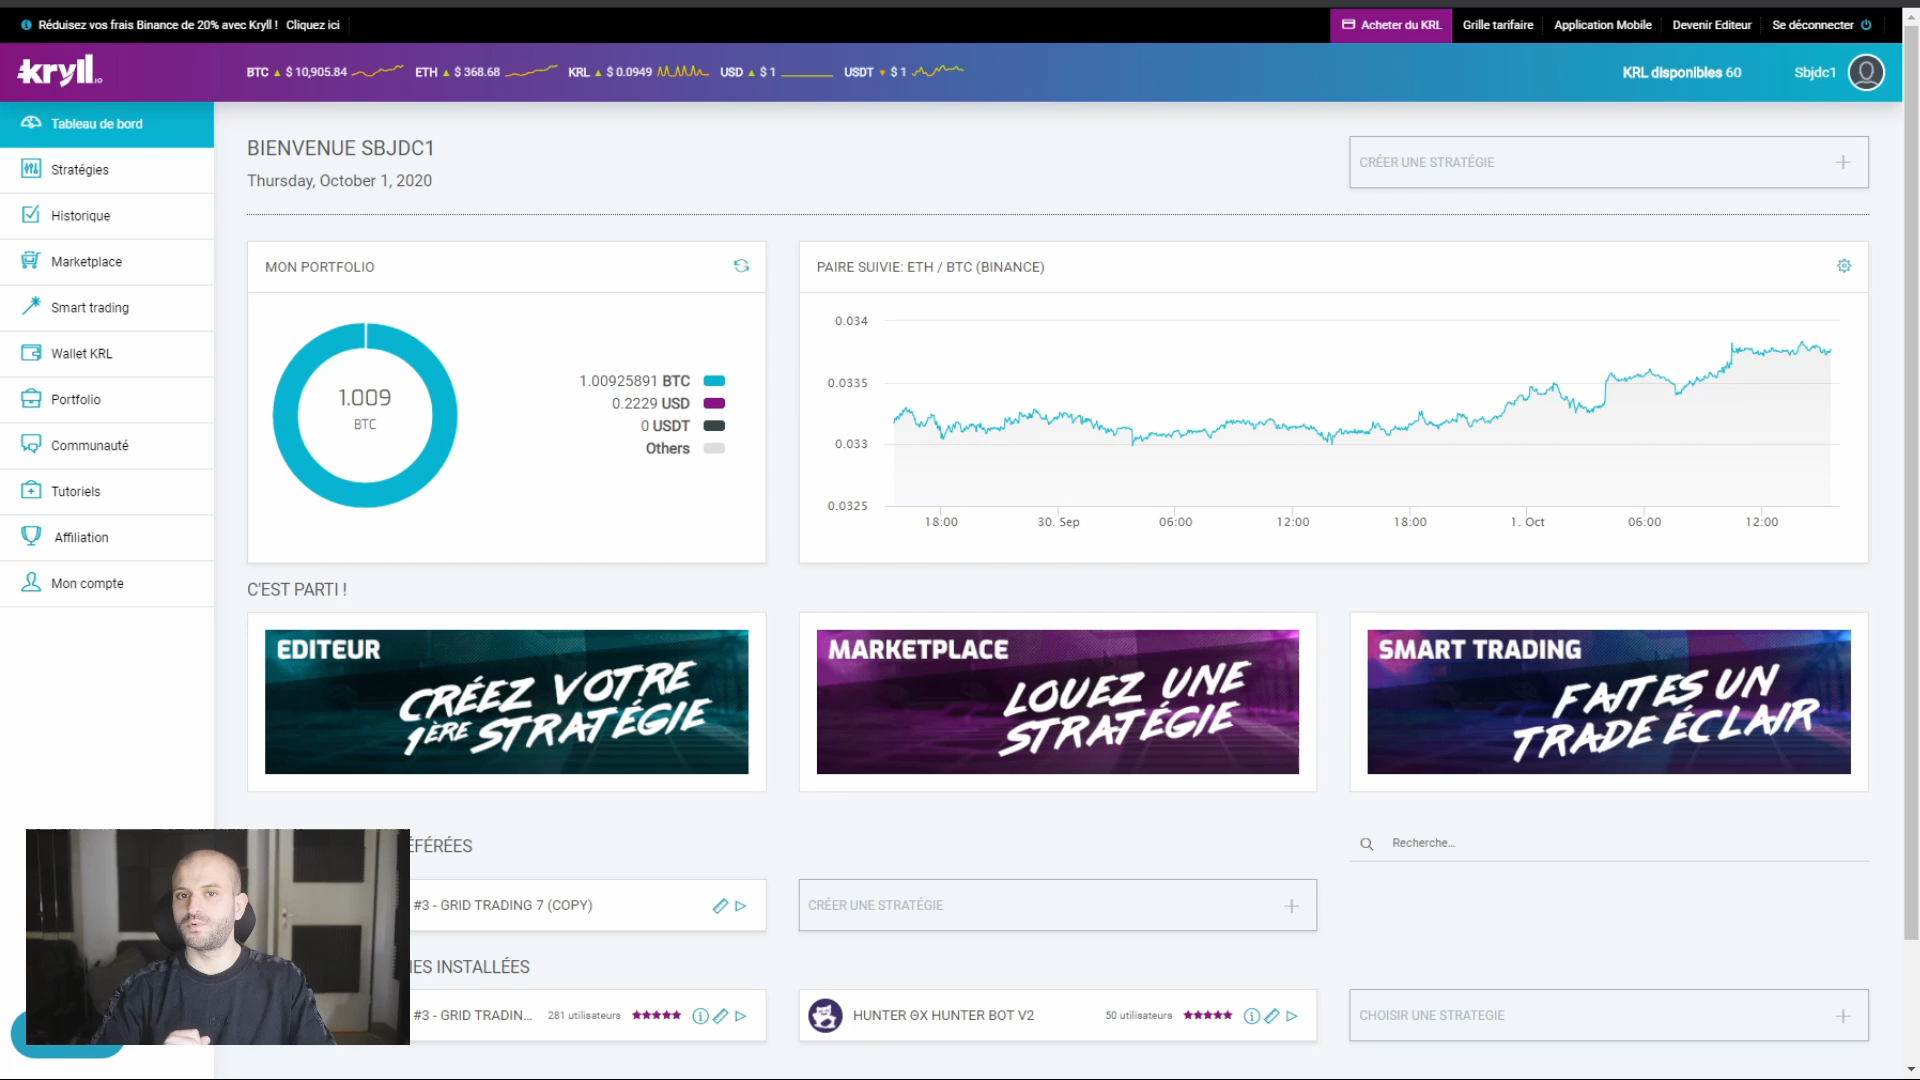 Réduisez vos frais Binance de 20% avec Kryll ! Cliquez ici
Acheter du KRL
Grille tarifaire
Application Mobile
Devenir Editeur
Se déconnecter
kryll.io
BTC ▲ $ 10,905.84
ETH ▲ $ 368.68
KRL ▲ $ 0.0949
USD ▲ $ 1
USDT ▼ $ 1
KRL disponibles 60
Sbjdc1
Tableau de bord
Stratégies
Historique
Marketplace
Smart trading
Wallet KRL
Portfolio
Communauté
Tutoriels
Affiliation
Mon compte
BIENVENUE SBJDC1
Thursday, October 1, 2020
CRÉER UNE STRATÉGIE
MON PORTFOLIO
1.009
BTC
1.00925891 BTC
0.2229 USD
0 USDT
Others
PAIRE SUIVIE: ETH / BTC (BINANCE)
0.034
0.0335
0.033
0.0325
18:00
30. Sep
06:00
12:00
18:00
1. Oct
06:00
12:00
C'EST PARTI !
EDITEUR
CRÉEZ VOTRE
1ÈRE STRATÉGIE
MARKETPLACE
LOUEZ UNE
STRATÉGIE
SMART TRADING
FAITES UN
TRADE ÉCLAIR
ÉFÉRÉES
Recherche...
#3 - GRID TRADING 7 (COPY)
CRÉER UNE STRATÉGIE
IES INSTALLÉES
#3 - GRID TRADIN... 281 utilisateurs
HUNTER ΘX HUNTER BOT V2 50 utilisateurs
CHOISIR UNE STRATEGIE